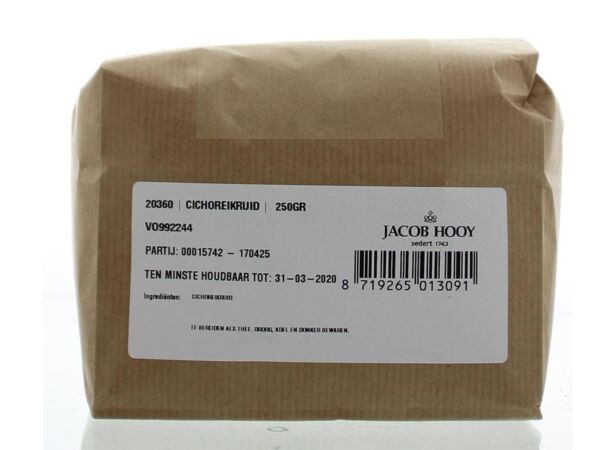 20360 | CICHOREIKRUID | 250GR
VO992244
PARTIJ: 00015742 - 170425
TEN MINSTE HOUDBAAR TOT: 31-03-2020
Ingrediënten: CICHOREIKRUID
TE BEREIDEN ALS THEE. DROOG, KOEL EN DONKER BEWAREN.
JACOB HOOY
sedert 1743
8 719265 013091